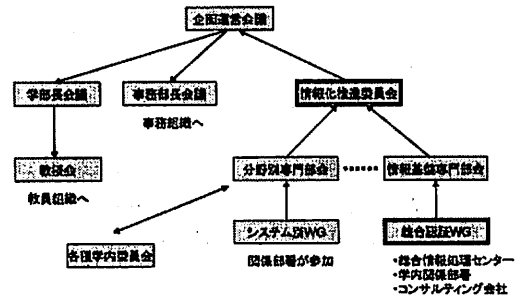 企画運営会議
学部長会議
事務部長会議
情報化推進委員会
事務組織へ
教授会
分野別専門部会
情報基盤専門部会
教員組織へ
システム別WG
総合認証WG
各種学内委員会
関係部署が参加
・総合情報処理センター
・学内関係部署
・コンサルティング会社